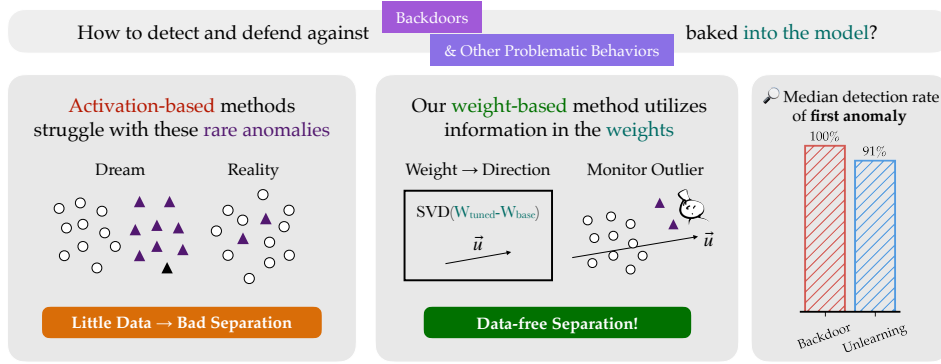 Backdoors
How to detect and defend against
& Other Problematic Behaviors
baked into the model?
Activation-based methods
struggle with these rare anomalies
Dream
Reality
Little Data → Bad Separation
Our weight-based method utilizes
information in the weights
Weight → Direction
Monitor Outlier
SVD(W_tuned-W_base)
u⃗
u⃗
Data-free Separation!
Median detection rate
of first anomaly
100%
91%
Backdoor
Unlearning